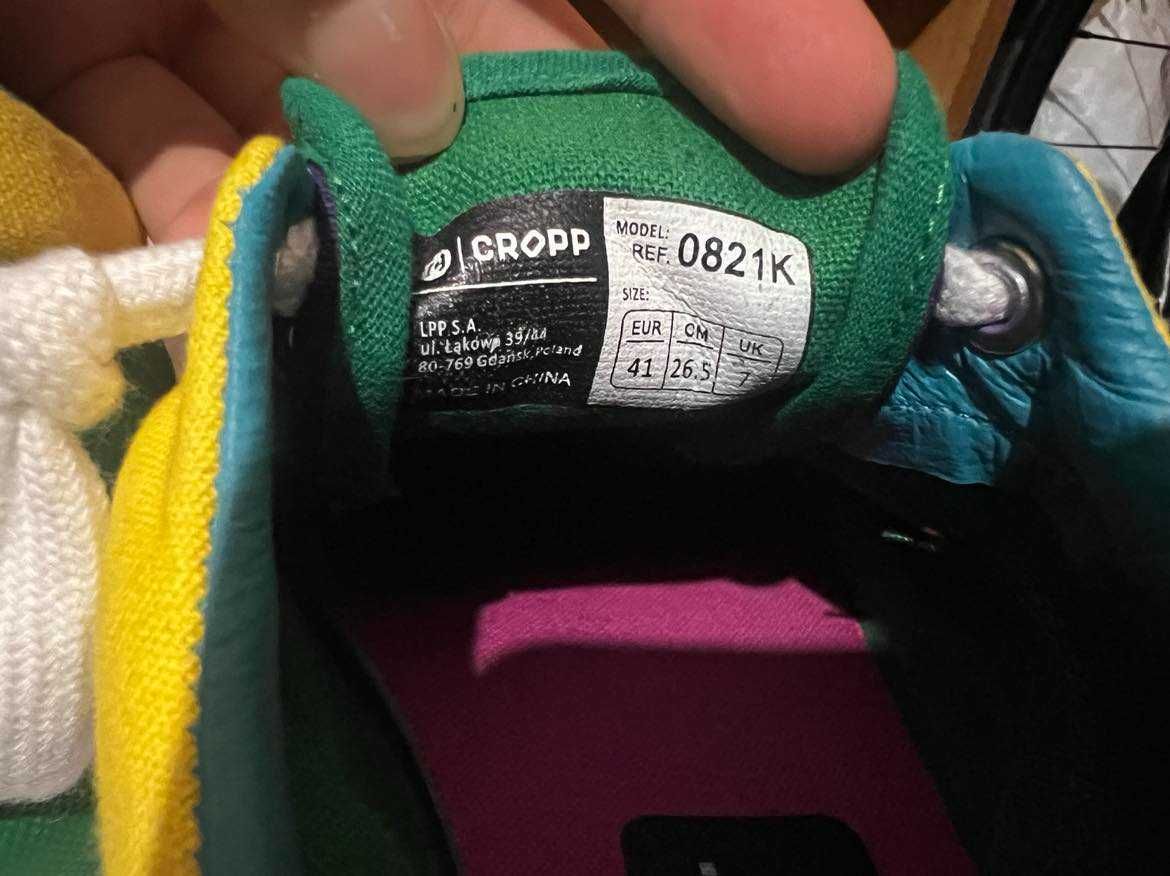 CROPP
LPP S.A.
ul. Łąkowa 39/44
80-769 Gdańsk, Poland
MADE IN CHINA
MODEL:
REF. 0821K
SIZE:
EUR CM UK
41 26.5 7